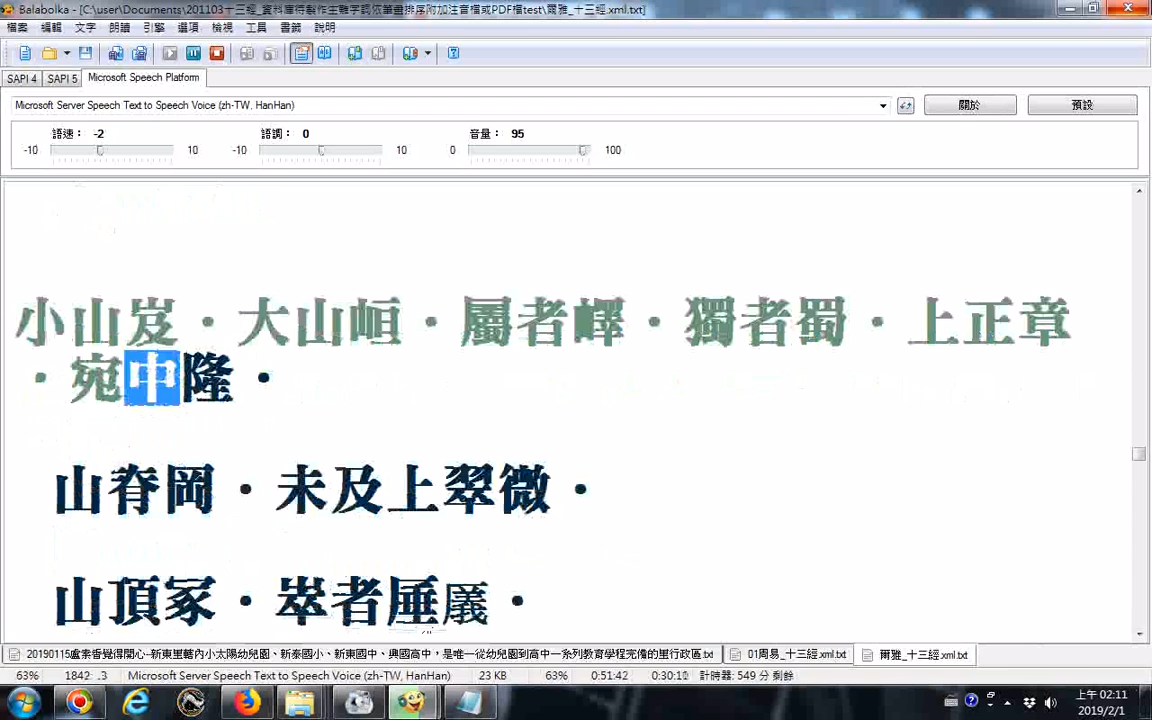 Balabolka - [C:\user\Documents\201103十三經_資料庫待製作生難字詞依筆畫排序附加注音檔或PDF檔test\爾雅_十三經.xml.txt]
檔案 編輯 文字 朗讀 引擎 選項 檢視 工具 書籤 說明
SAPI 4 SAPI 5 Microsoft Speech Platform
Microsoft Server Speech Text to Speech Voice (zh-TW, HanHan) 關於 預設
語速： -2 語調： 0 音量： 95
-10 10 -10 10 0 100
小山岌．大山峘．屬者嶧．獨者蜀．上正章
．宛中隆．
山脊岡．未及上翠微．
山頂冢．崒者厜㕒．
20190115盧素香覺得開心--新東里轄內小太陽幼兒園、新泰國小、新東國中、興國高中，是唯一從幼兒園到高中一系列教育學程完備的里行政區.txt 01周易_十三經.xml.txt 爾雅_十三經.xml.txt
63% 1842: .3 Microsoft Server Speech Text to Speech Voice (zh-TW, HanHan) 23 KB 63% 0:51:42 0:30:10 計時器: 549 分 剩餘
上午 02:11
2019/2/1